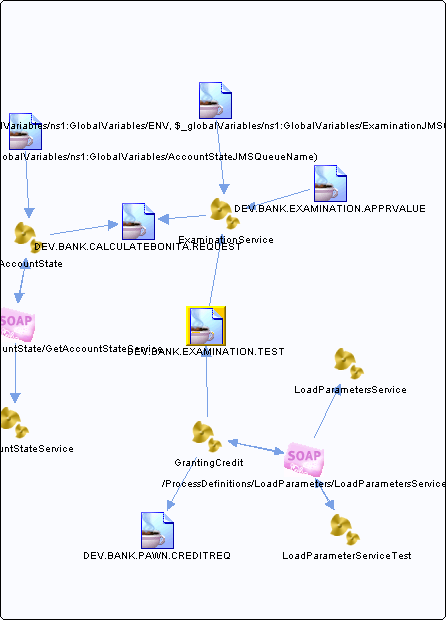 lVariables/ns1:GlobalVariables/ENV, $_globalVariables/ns1:GlobalVariables/ExaminationJMSQ
obalVariables/ns1:GlobalVariables/AccountStateJMSQueueName)
DEV.BANK.EXAMINATION.APPRVALUE
ExaminationService
DEV.BANK.CALCULATEBONITA.REQUEST
AccountState
SOAP
untState/GetAccountStateService
DEV.BANK.EXAMINATION.TEST
LoadParametersService
untStateService
GrantingCredit
SOAP
/ProcessDefinitions/LoadParameters/LoadParametersService
DEV.BANK.PAWN.CREDITREQ
LoadParameterServiceTest